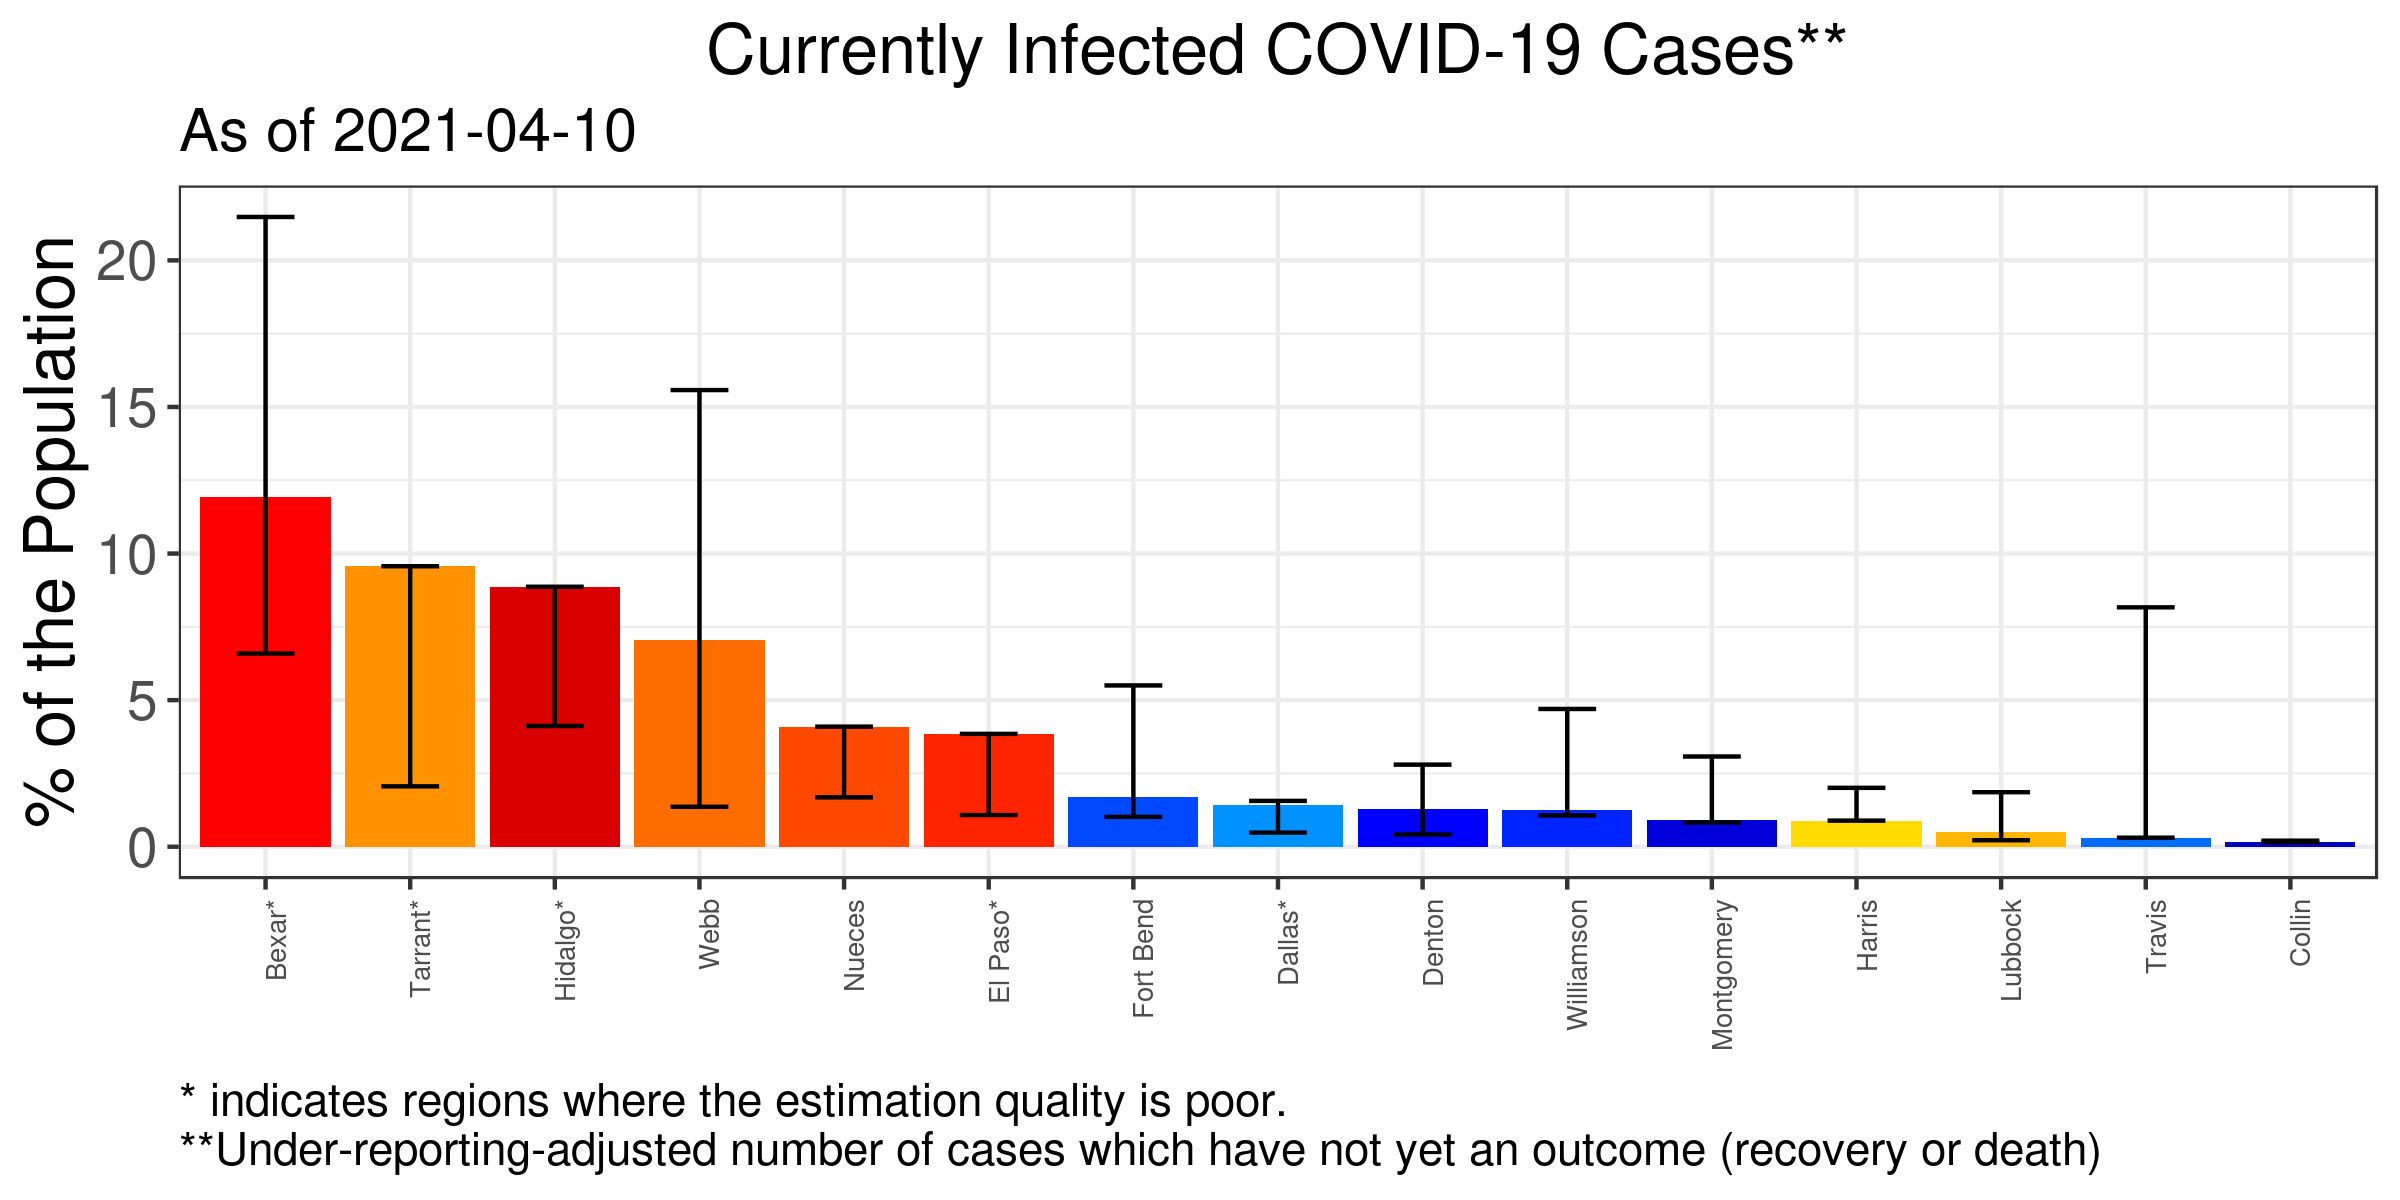 Currently Infected COVID-19 Cases**
As of 2021-04-10
% of the Population
20
15
10
5
0
Bexar*
Tarrant*
Hidalgo*
Webb
Nueces
El Paso*
Fort Bend
Dallas*
Denton
Williamson
Montgomery
Harris
Lubbock
Travis
Collin
* indicates regions where the estimation quality is poor.
**Under-reporting-adjusted number of cases which have not yet an outcome (recovery or death)